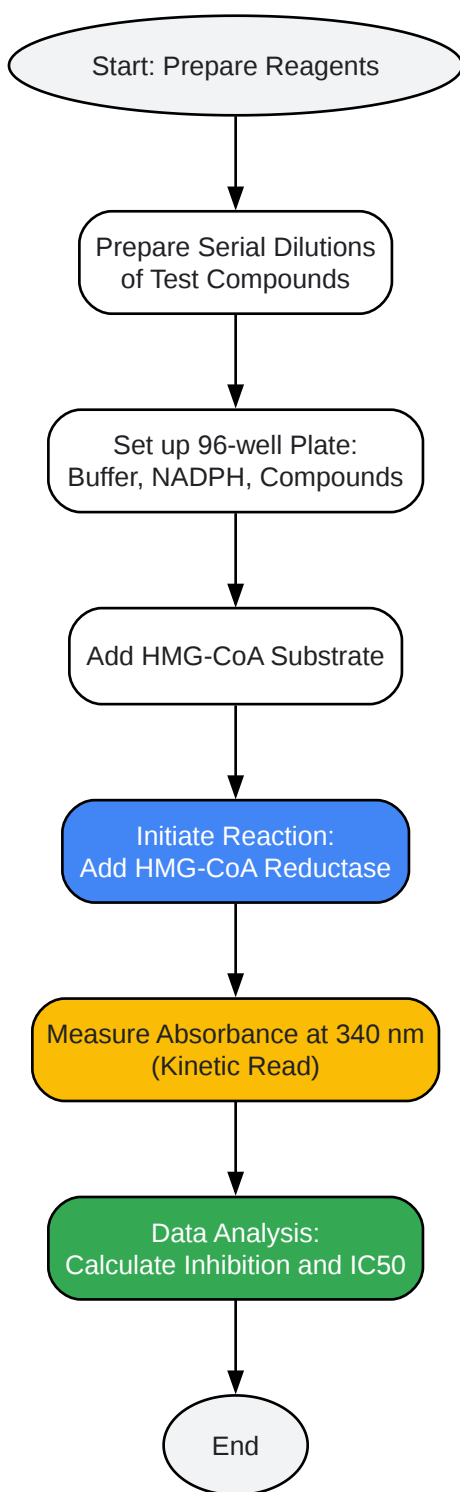 Start: Prepare Reagents
Prepare Serial Dilutions
of Test Compounds
Set up 96-well Plate:
Buffer, NADPH, Compounds
Add HMG-CoA Substrate
Initiate Reaction:
Add HMG-CoA Reductase
Measure Absorbance at 340 nm
(Kinetic Read)
Data Analysis:
Calculate Inhibition and IC50
End